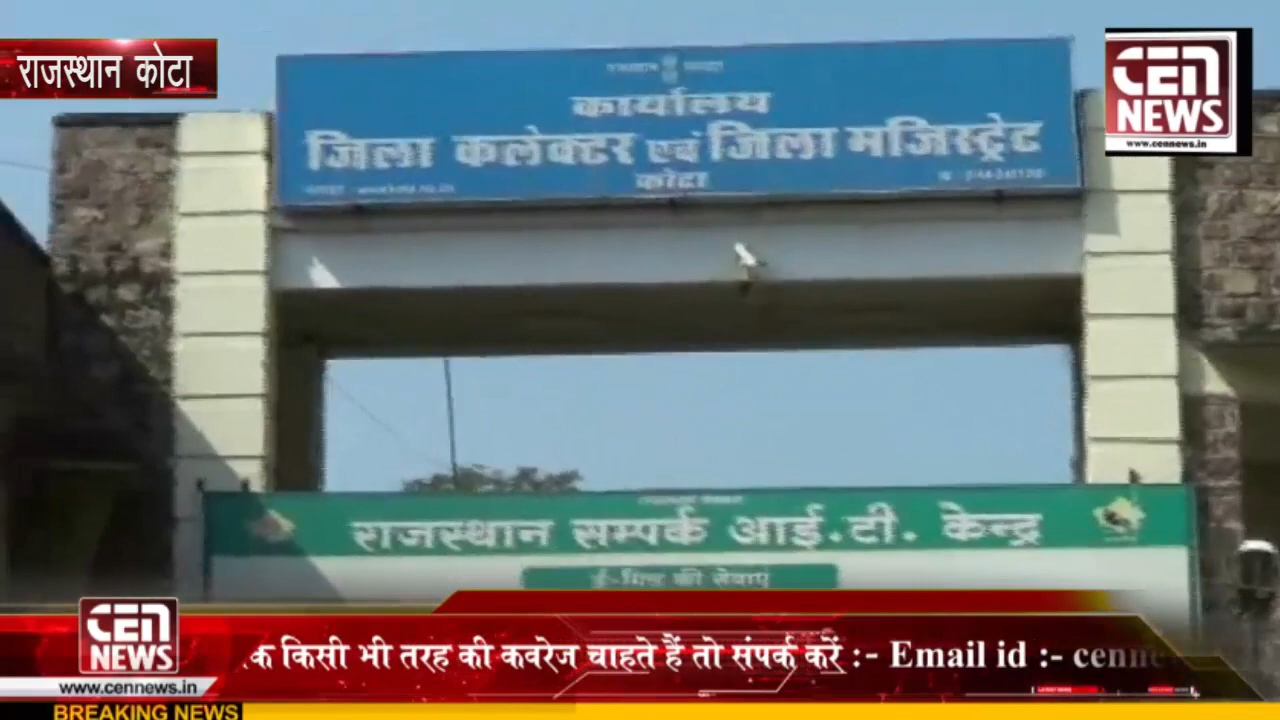 राजस्थान कोटा
CEN
NEWS
www.cennews.in
कार्यालय
जिला कलेक्टर एवं जिला मजिस्ट्रेट
कोटा
राजस्थान सम्पर्क आई.टी. केन्द्र
ई-मित्र की सेवाएं
CEN
NEWS
www.cennews.in
किसी भी तरह की कवरेज चाहते हैं तो संपर्क करें :- Email id :-
BREAKING NEWS